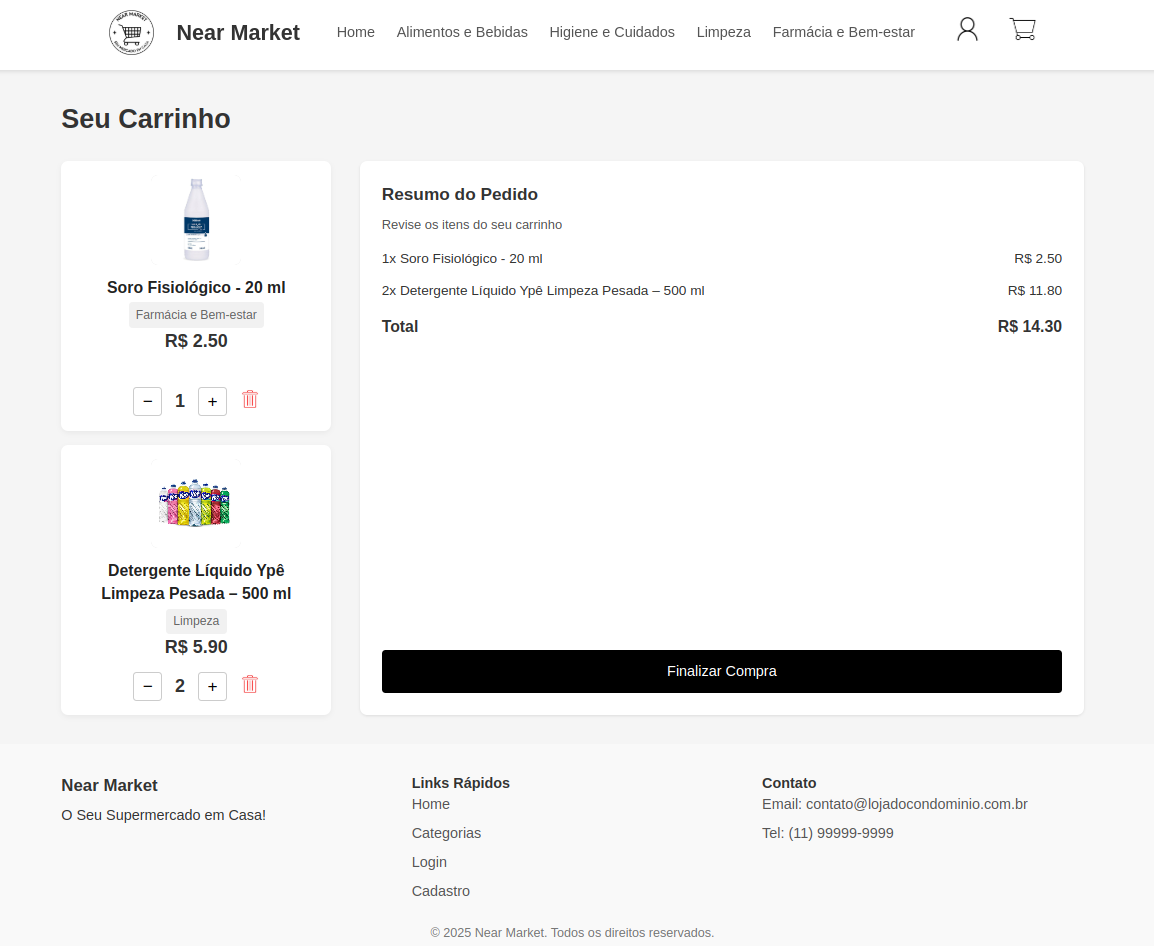 NEAR MARKET
Near Market
Home
Alimentos e Bebidas
Higiene e Cuidados
Limpeza
Farmácia e Bem-estar
Seu Carrinho
Soro Fisiológico - 20 ml
Farmácia e Bem-estar
R$ 2.50
− 1 +
Detergente Líquido Ypê
Limpeza Pesada – 500 ml
Limpeza
R$ 5.90
− 2 +
Resumo do Pedido
Revise os itens do seu carrinho
1x Soro Fisiológico - 20 ml R$ 2.50
2x Detergente Líquido Ypê Limpeza Pesada – 500 ml R$ 11.80
Total R$ 14.30
Finalizar Compra
Near Market
O Seu Supermercado em Casa!
Links Rápidos
Home
Categorias
Login
Cadastro
Contato
Email: contato@lojadocondominio.com.br
Tel: (11) 99999-9999
© 2025 Near Market. Todos os direitos reservados.